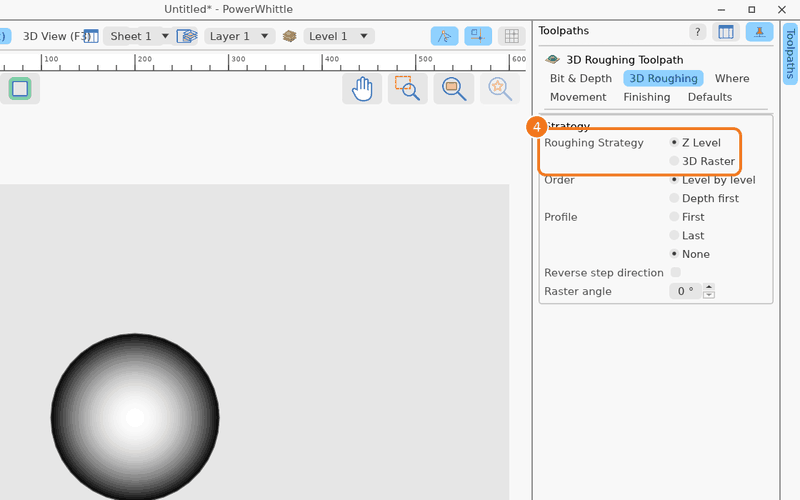 Untitled* - PowerWhittle
3D View (F3)
Sheet 1
Layer 1
Level 1
100
200
300
400
500
600
Toolpaths
?
Toolpaths
3D Roughing Toolpath
Bit & Depth
3D Roughing
Where
Movement
Finishing
Defaults
4
Strategy
Roughing Strategy
Z Level
3D Raster
Order
Level by level
Depth first
Profile
First
Last
None
Reverse step direction
Raster angle
0 °